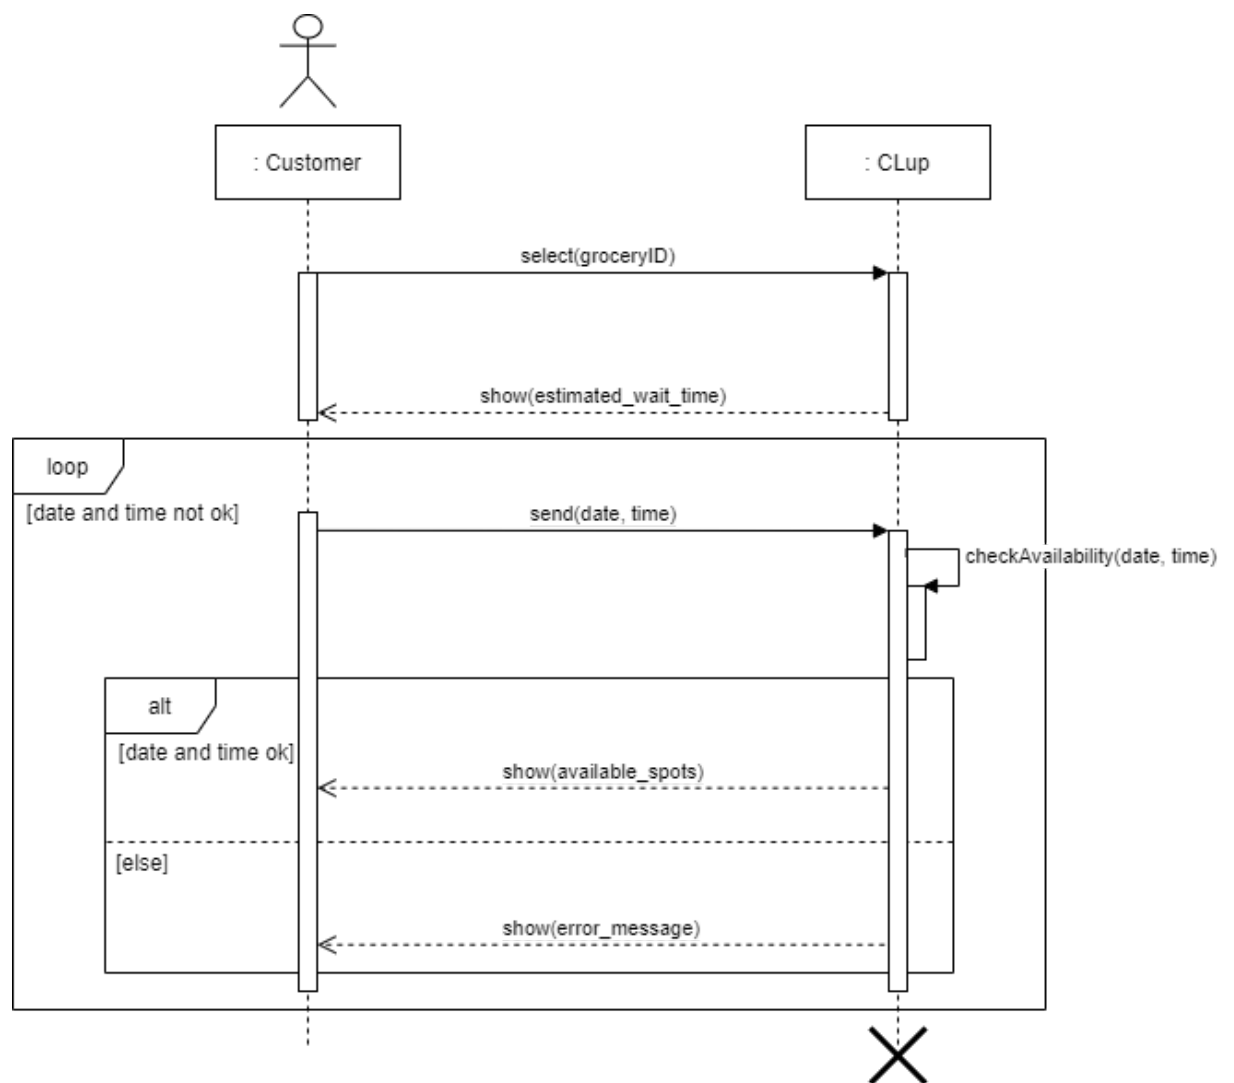 : Customer
: CLup
select(groceryID)
show(estimated_wait_time)
loop
[date and time not ok]
send(date, time)
checkAvailability(date, time)
alt
[date and time ok]
show(available_spots)
[else]
show(error_message)